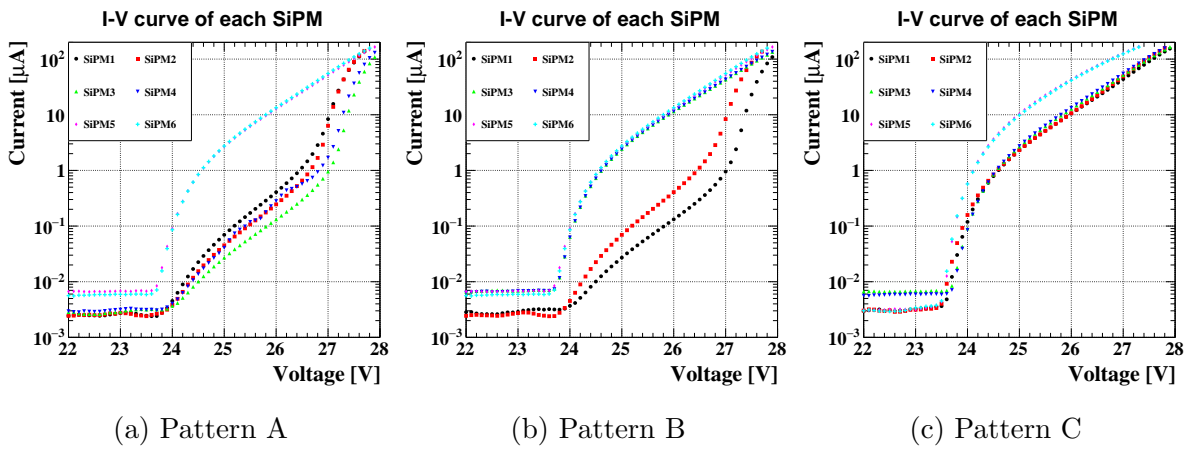 I-V curve of each SiPM
Current [μA]
10²
10
1
10⁻¹
10⁻²
10⁻³
SiPM1 SiPM2
SiPM3 SiPM4
SiPM5 SiPM6
22 23 24 25 26 27 28
Voltage [V]
(a) Pattern A
I-V curve of each SiPM
Current [μA]
10²
10
1
10⁻¹
10⁻²
10⁻³
SiPM1 SiPM2
SiPM3 SiPM4
SiPM5 SiPM6
22 23 24 25 26 27 28
Voltage [V]
(b) Pattern B
I-V curve of each SiPM
Current [μA]
10²
10
1
10⁻¹
10⁻²
10⁻³
SiPM1 SiPM2
SiPM3 SiPM4
SiPM5 SiPM6
22 23 24 25 26 27 28
Voltage [V]
(c) Pattern C